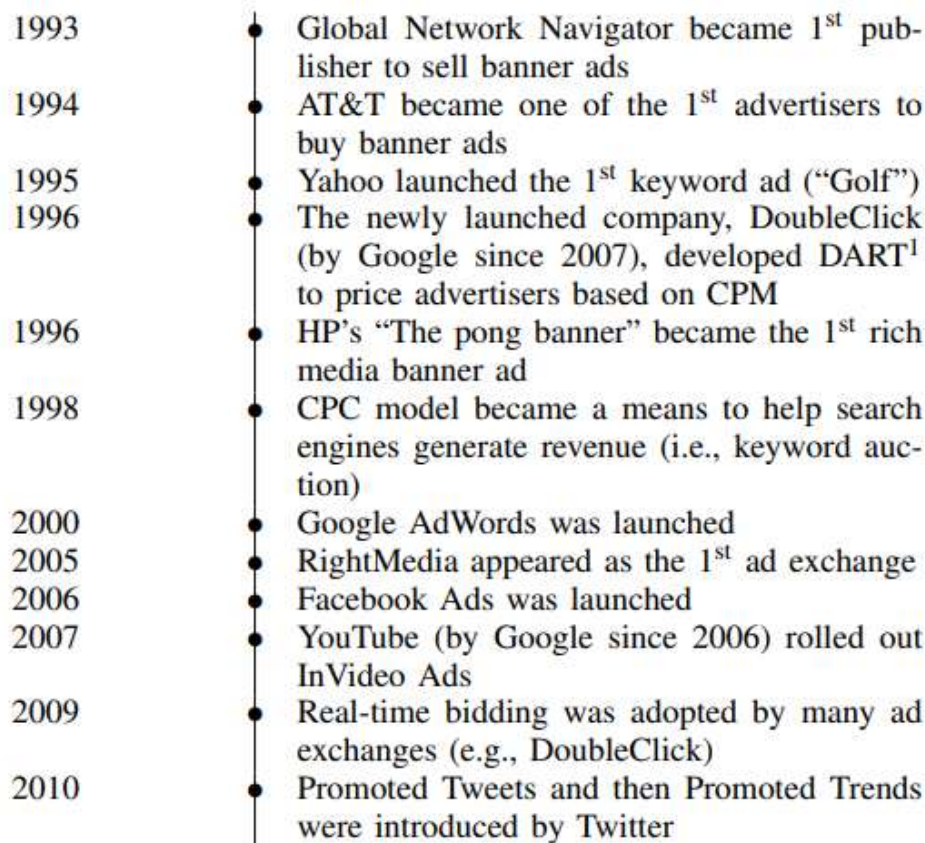 1993 Global Network Navigator became 1st pub-
lisher to sell banner ads
1994 AT&T became one of the 1st advertisers to
buy banner ads
1995 Yahoo launched the 1st keyword ad (“Golf”)
1996 The newly launched company, DoubleClick
(by Google since 2007), developed DART1
to price advertisers based on CPM
1996 HP’s “The pong banner” became the 1st rich
media banner ad
1998 CPC model became a means to help search
engines generate revenue (i.e., keyword auc-
tion)
2000 Google AdWords was launched
2005 RightMedia appeared as the 1st ad exchange
2006 Facebook Ads was launched
2007 YouTube (by Google since 2006) rolled out
InVideo Ads
2009 Real-time bidding was adopted by many ad
exchanges (e.g., DoubleClick)
2010 Promoted Tweets and then Promoted Trends
were introduced by Twitter